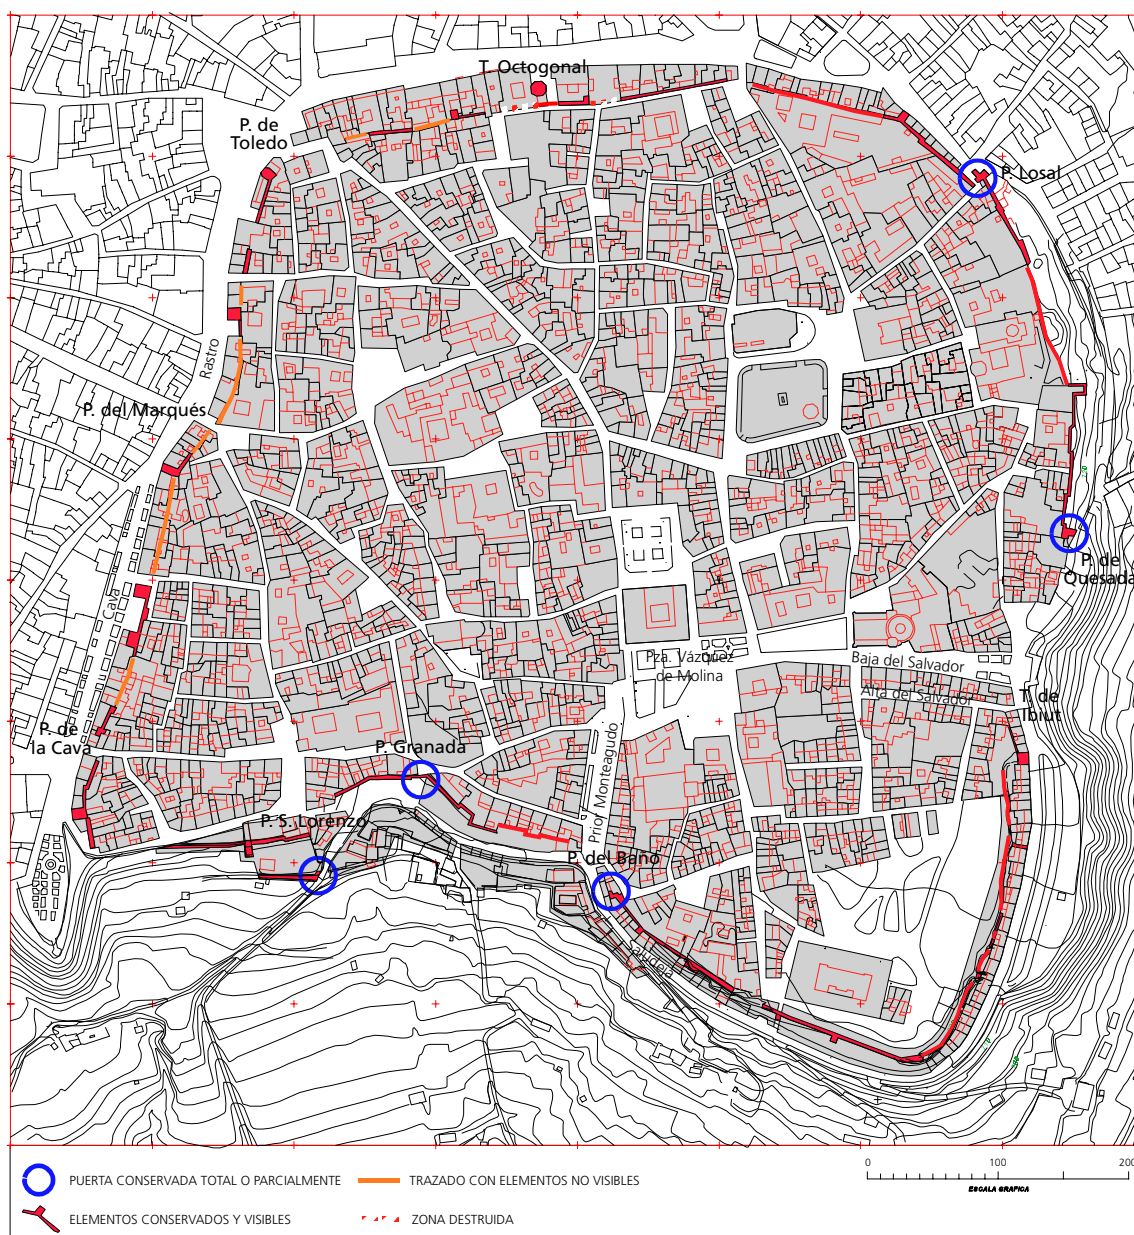 T. Octogonal
P. de
Toledo
P. Losal
Rastro
P. del Marqués
P. de
Quesada
Cava
Pza. Vázquez
de Molina
Baja del Salvador
Alta del Salvador
T. de
Ibiut
P. de
la Cava
P. Granada
Prior Monteagudo
P. S. Lorenzo
P. del Baño
Saludeja
0 100 200
ESCALA GRAFICA
PUERTA CONSERVADA TOTAL O PARCIALMENTE
TRAZADO CON ELEMENTOS NO VISIBLES
ELEMENTOS CONSERVADOS Y VISIBLES
ZONA DESTRUIDA